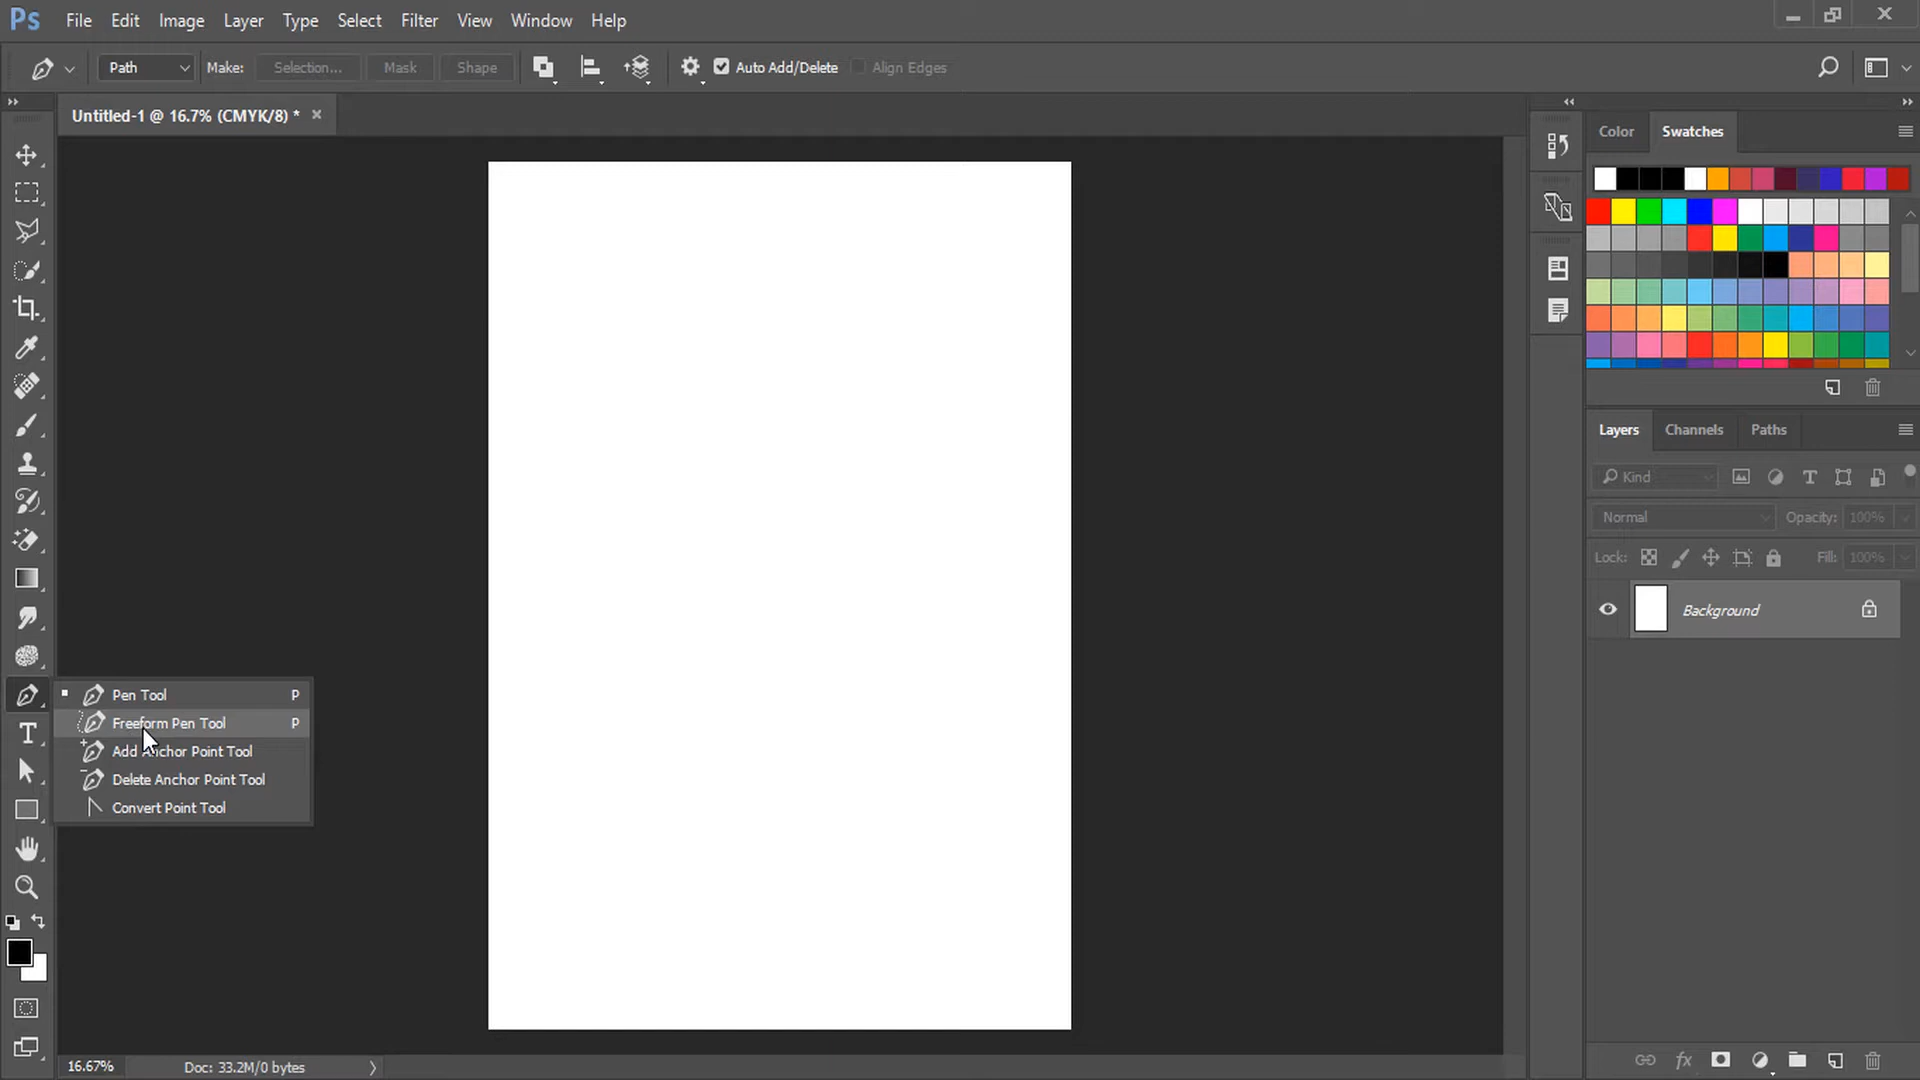 Ps File Edit Image Layer Type Select Filter View Window Help
Path Make: Selection... Mask Shape Auto Add/Delete Align Edges
Untitled-1 @ 16.7% (CMYK/8) *
Color Swatches
Layers Channels Paths
Kind
Normal Opacity: 100%
Lock: Fill: 100%
Background
Pen Tool P
Freeform Pen Tool P
Add Anchor Point Tool
Delete Anchor Point Tool
Convert Point Tool
16.67% Doc: 33.2M/0 bytes
fx